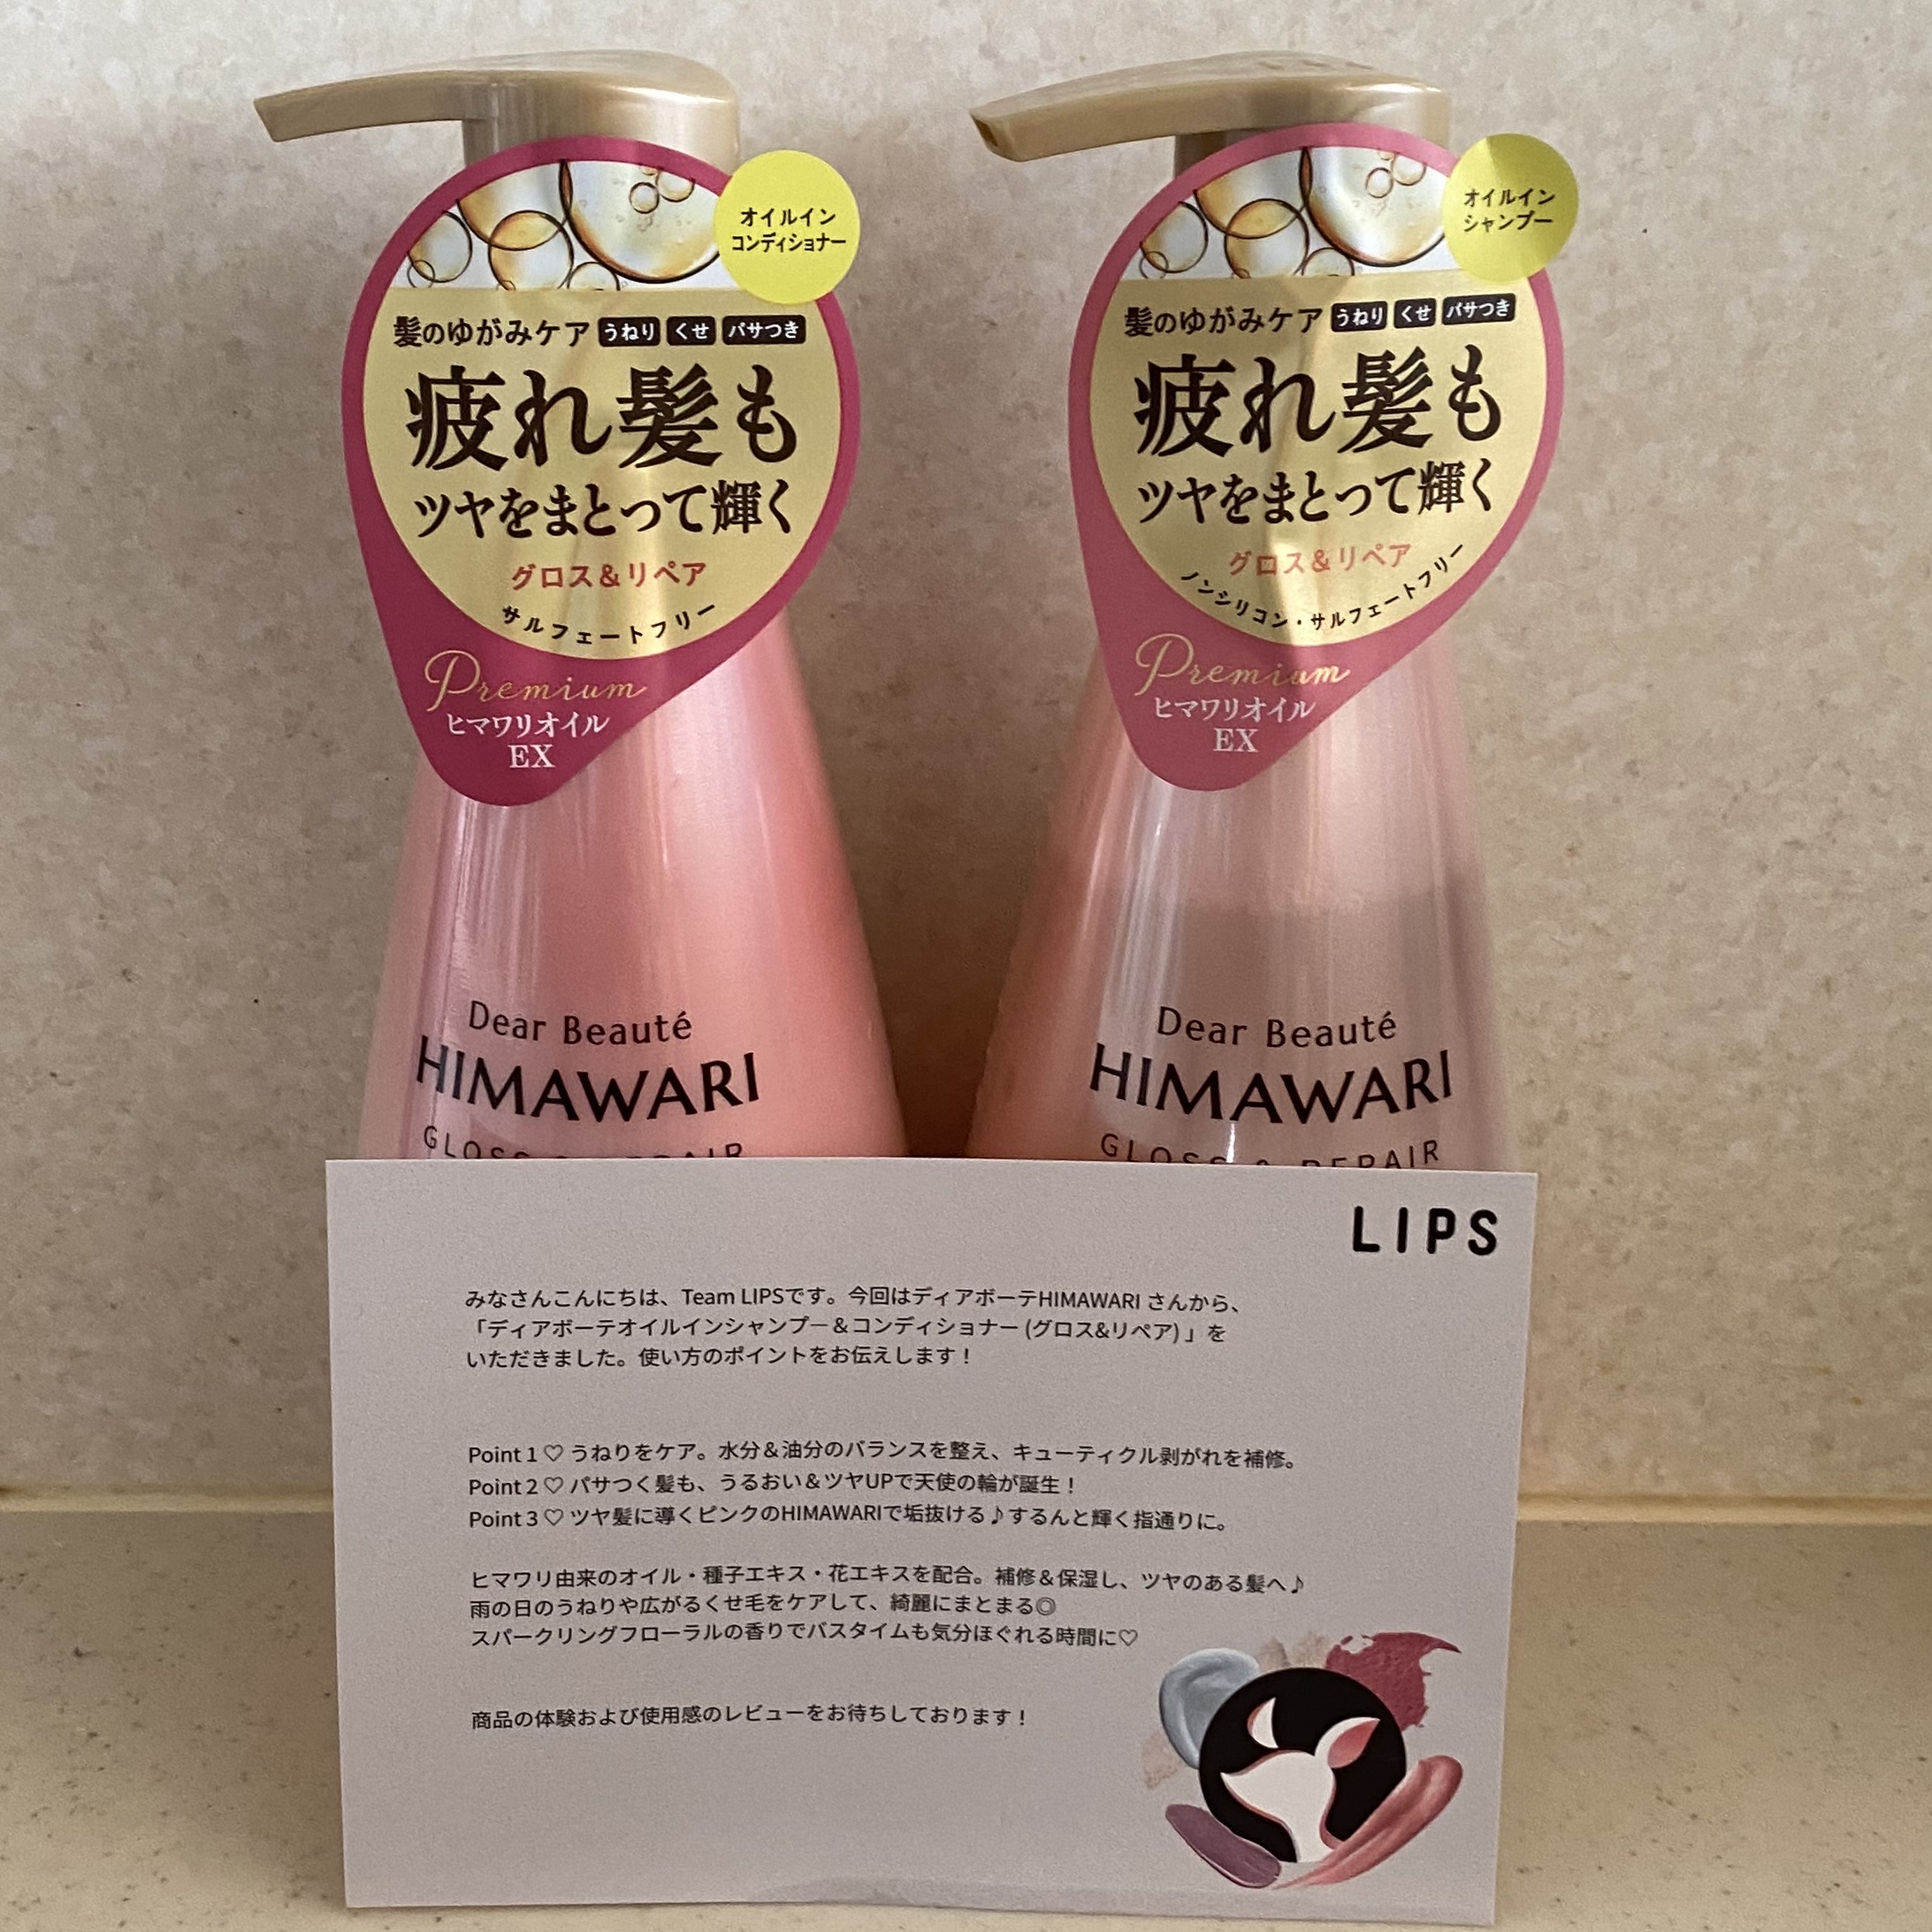 オイルイン
コンディショナー
髪のゆがみケア うねり くせ パサつき
疲れ髪も
ツヤをまとって輝く
グロス&リペア
サルフェートフリー
Premium
ヒマワリオイル
EX
Dear Beauté
HIMAWARI
GLOSS & REPAIR
オイルイン
シャンプー
髪のゆがみケア うねり くせ パサつき
疲れ髪も
ツヤをまとって輝く
グロス&リペア
ノンシリコン・サルフェートフリー
Premium
ヒマワリオイル
EX
Dear Beauté
HIMAWARI
GLOSS & REPAIR
LIPS
みなさんこんにちは、Team LIPSです。今回はディアボーテHIMAWARI さんから、
「ディアボーテオイルインシャンプー＆コンディショナー (グロス&リペア) 」を
いただきました。使い方のポイントをお伝えします！
Point 1 ♡ うねりをケア。水分＆油分のバランスを整え、キューティクル剥がれを補修。
Point 2 ♡ パサつく髪も、うるおい＆ツヤUPで天使の輪が誕生！
Point 3 ♡ ツヤ髪に導くピンクのHIMAWARIで垢抜ける♪するんと輝く指通りに。
ヒマワリ由来のオイル・種子エキス・花エキスを配合。補修＆保湿し、ツヤのある髪へ♪
雨の日のうねりや広がるくせ毛をケアして、綺麗にまとまる◎
スパークリングフローラルの香りでバスタイムも気分ほぐれる時間に♡
商品の体験および使用感のレビューをお待ちしております！